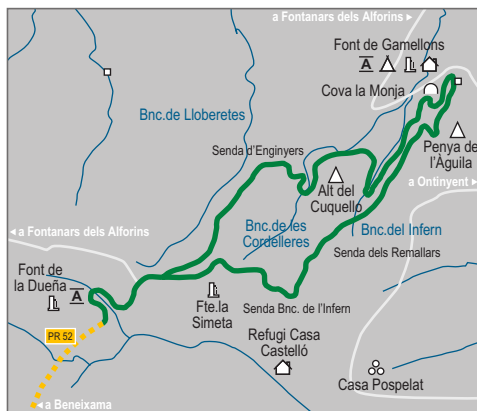 a Fontanars dels Alforins
Font de Gamellons
A
Cova la Monja
Bnc.de Lloberetes
Senda d'Enginyers
Penya de
l'Àguila
a Ontinyent
Alt del
Cuquello
Bnc.de les
Cordelleres
Bnc.del Infern
a Fontanars dels Alforins
Senda dels Remallars
Font de
la Dueña
A
Fte.la
Simeta
Senda Bnc. de l'Infern
PR 52
Refugi Casa
Castelló
Casa Pospelat
a Beneixama